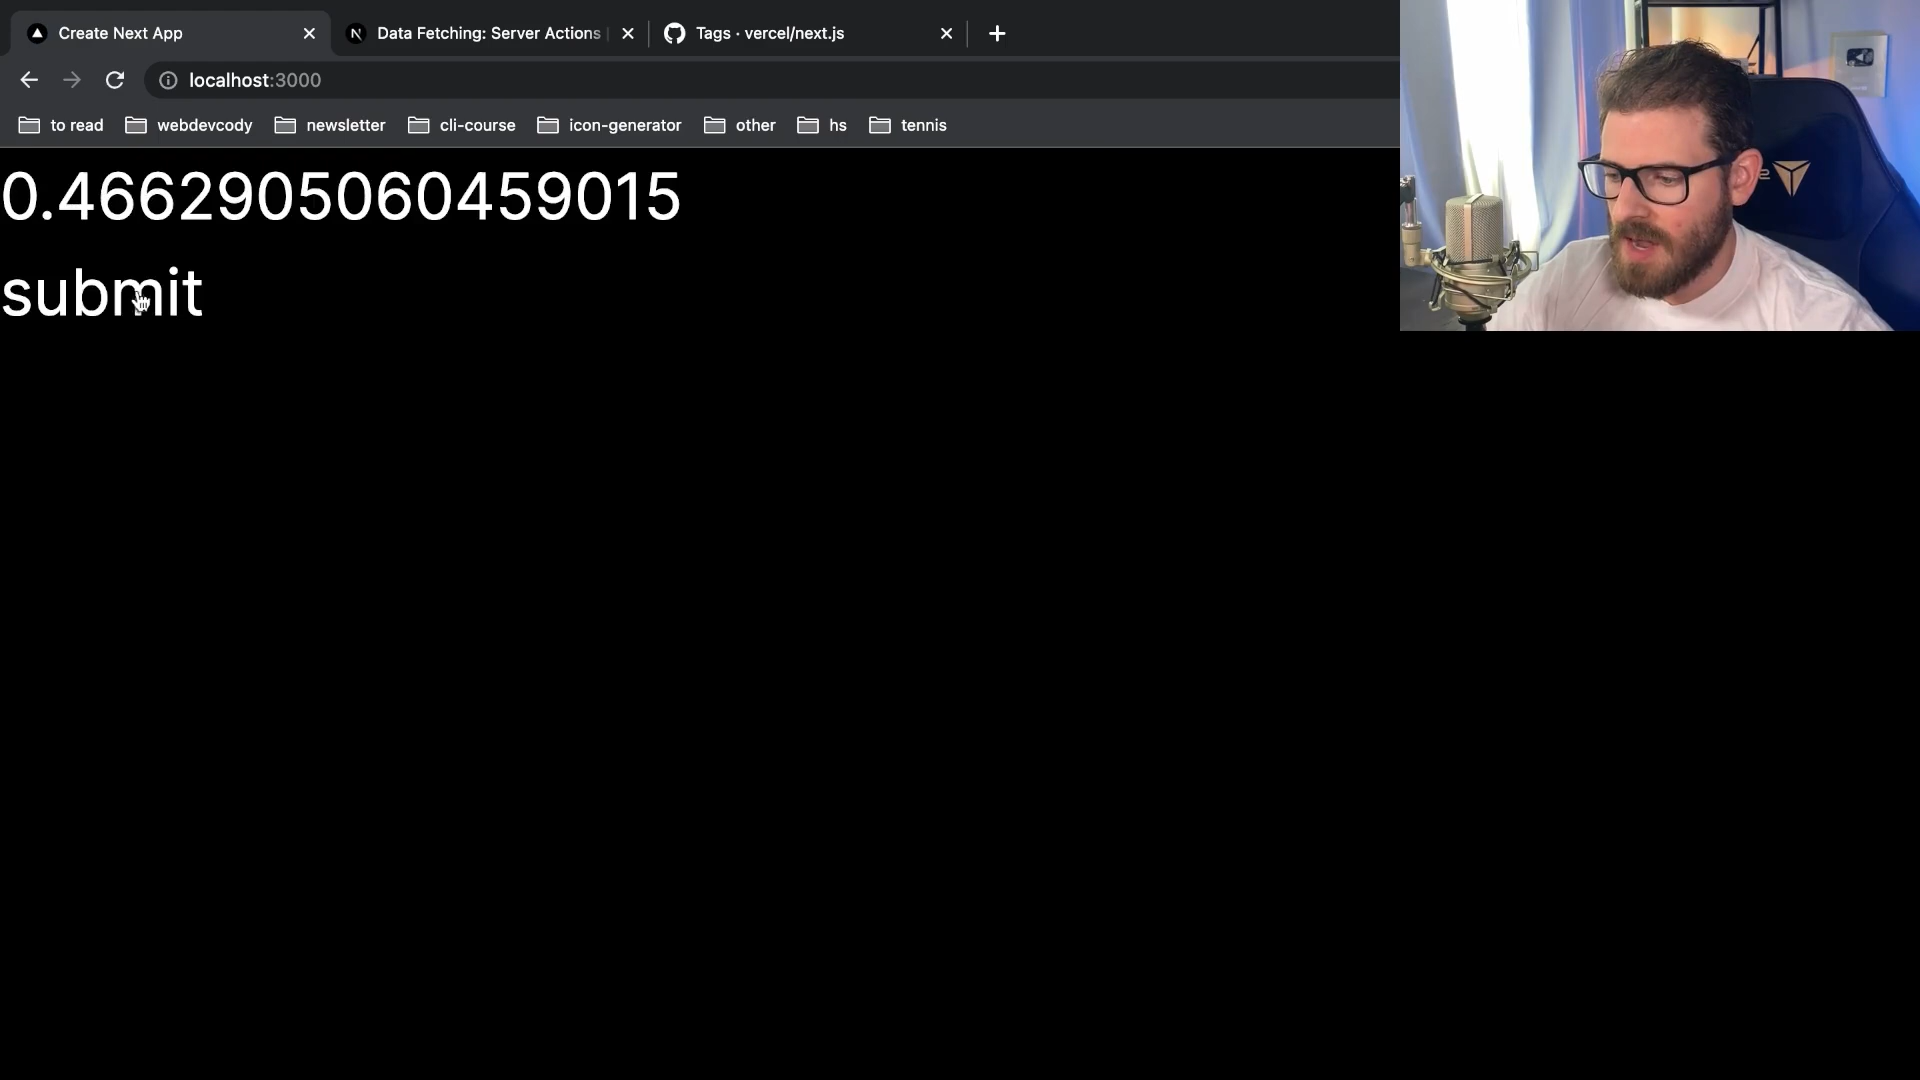 Create Next App
Data Fetching: Server Actions
Tags · vercel/next.js
localhost:3000
to read
webdevcody
newsletter
cli-course
icon-generator
other
hs
tennis
0.4662905060459015
submit